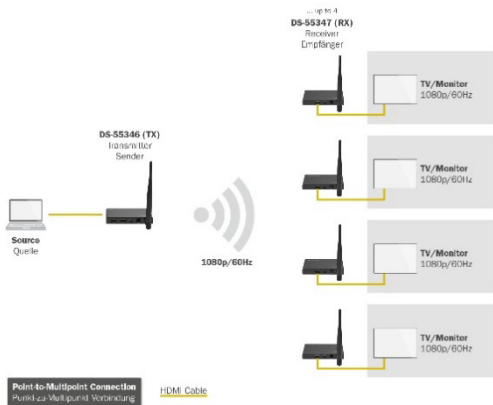 ... up to 4
DS-55347 (RX)
Receiver
Empfänger
TV/Monitor
1080p/60Hz
DS-55346 (TX)
Transmitter
Sender
TV/Monitor
1080p/60Hz
Source
Quelle
1080p/60Hz
TV/Monitor
1080p/60Hz
TV/Monitor
1080p/60Hz
Point-to-Multipoint Connection
Punkt-zu-Multipunkt Verbindung
HDMI Cable